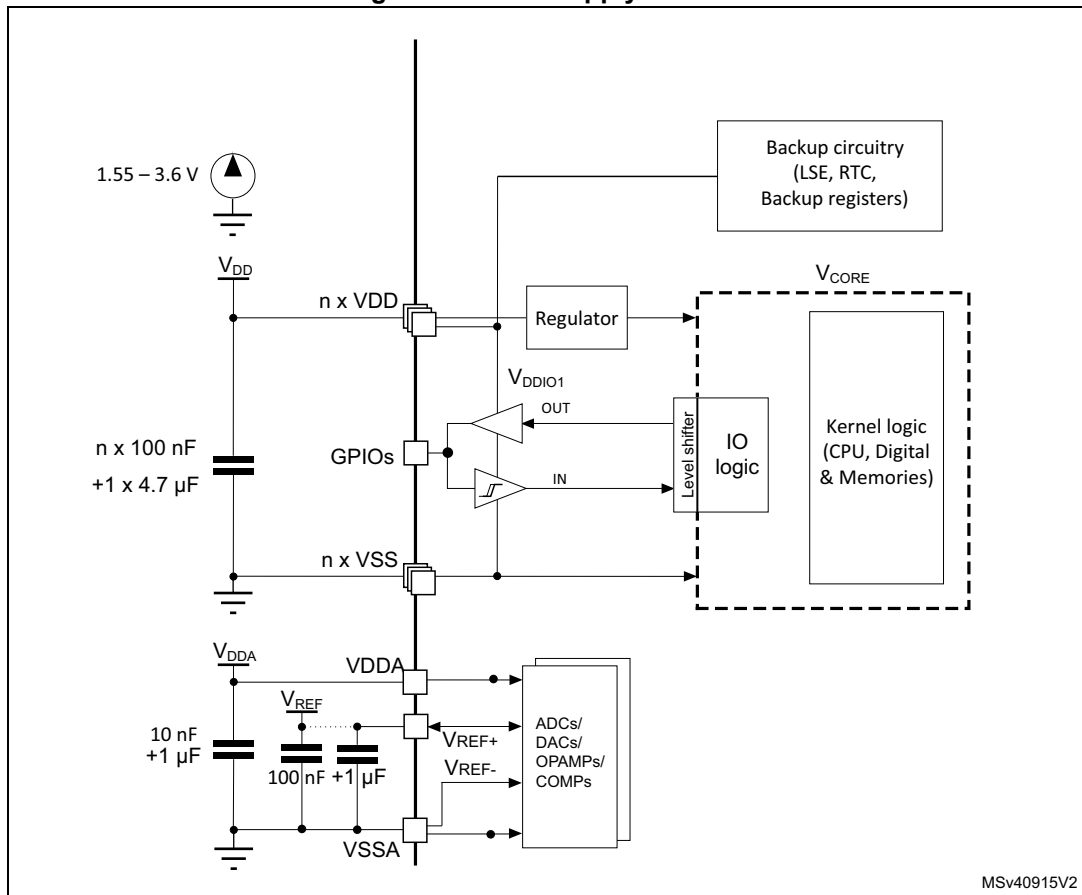 1.55 – 3.6 V
Backup circuitry
(LSE, RTC,
Backup registers)
VDD
VCORE
n x VDD
Regulator
VDDIO1
OUT
n x 100 nF
+1 x 4.7 µF
GPIOs
IN
Level shifter
IO
logic
Kernel logic
(CPU, Digital
& Memories)
n x VSS
VDDA
VDDA
VREF
10 nF
+1 µF
100 nF
+1 µF
VREF+
VREF-
ADCs/
DACs/
OPAMPs/
COMPs
VSSA
MSv40915V2